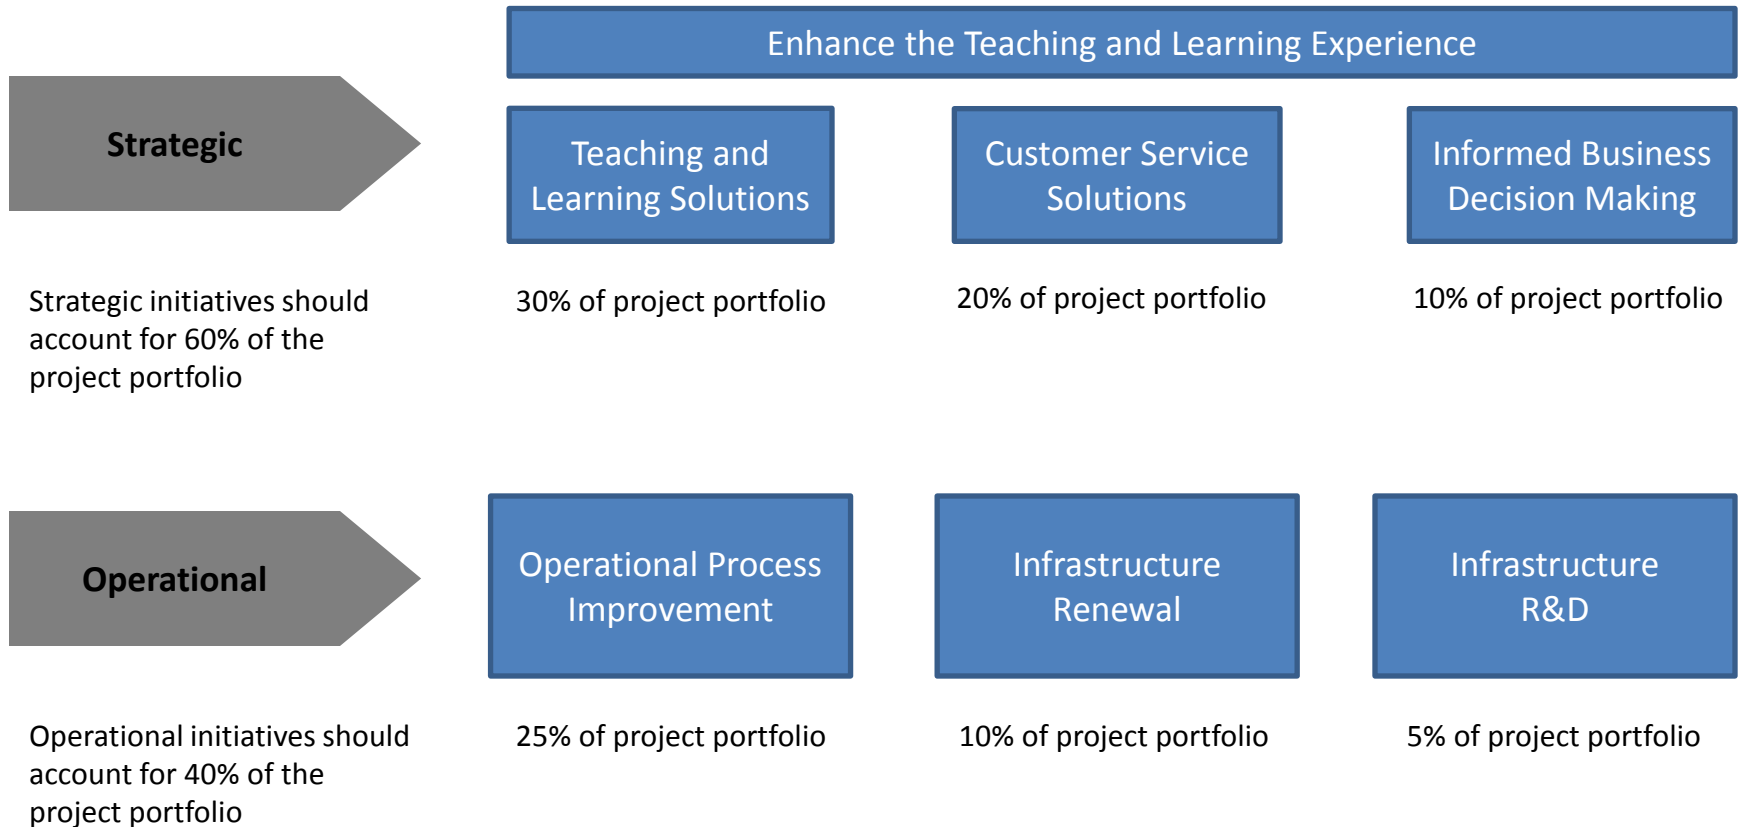 Enhance the Teaching and Learning Experience
Strategic
Teaching and
Learning Solutions
Customer Service
Solutions
Informed Business
Decision Making
Strategic initiatives should
account for 60% of the
project portfolio
30% of project portfolio
20% of project portfolio
10% of project portfolio
Operational
Operational Process
Improvement
Infrastructure
Renewal
Infrastructure
R&D
Operational initiatives should
account for 40% of the
project portfolio
25% of project portfolio
10% of project portfolio
5% of project portfolio